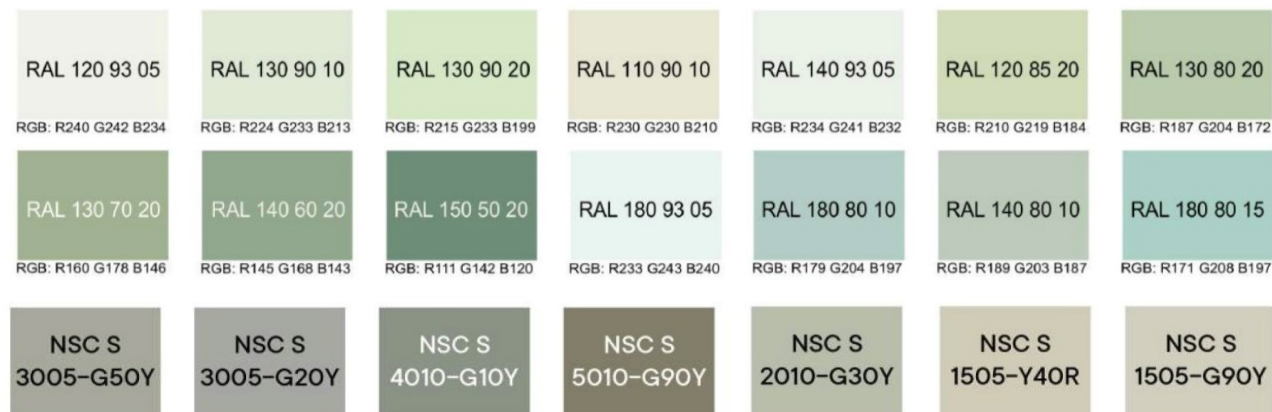 RAL 120 93 05
RGB: R240 G242 B234
RAL 130 90 10
RGB: R224 G233 B213
RAL 130 90 20
RGB: R215 G233 B199
RAL 110 90 10
RGB: R230 G230 B210
RAL 140 93 05
RGB: R234 G241 B232
RAL 120 85 20
RGB: R210 G219 B184
RAL 130 80 20
RGB: R187 G204 B172
RAL 130 70 20
RGB: R160 G178 B146
RAL 140 60 20
RGB: R145 G168 B143
RAL 150 50 20
RGB: R111 G142 B120
RAL 180 93 05
RGB: R233 G243 B240
RAL 180 80 10
RGB: R179 G204 B197
RAL 140 80 10
RGB: R189 G203 B187
RAL 180 80 15
RGB: R171 G208 B197
NSC S
3005-G50Y
NSC S
3005-G20Y
NSC S
4010-G10Y
NSC S
5010-G90Y
NSC S
2010-G30Y
NSC S
1505-Y40R
NSC S
1505-G90Y